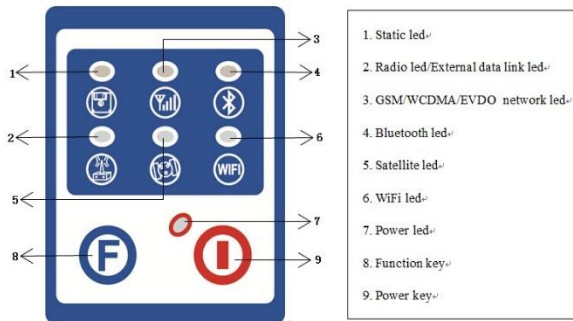 3
1
4
2
6
5
7
8
9
WIFI
F
1. Static led
2. Radio led/External data link led
3. GSM/WCDMA/EVDO network led
4. Bluetooth led
5. Satellite led
6. WiFi led
7. Power led
8. Function key
9. Power key